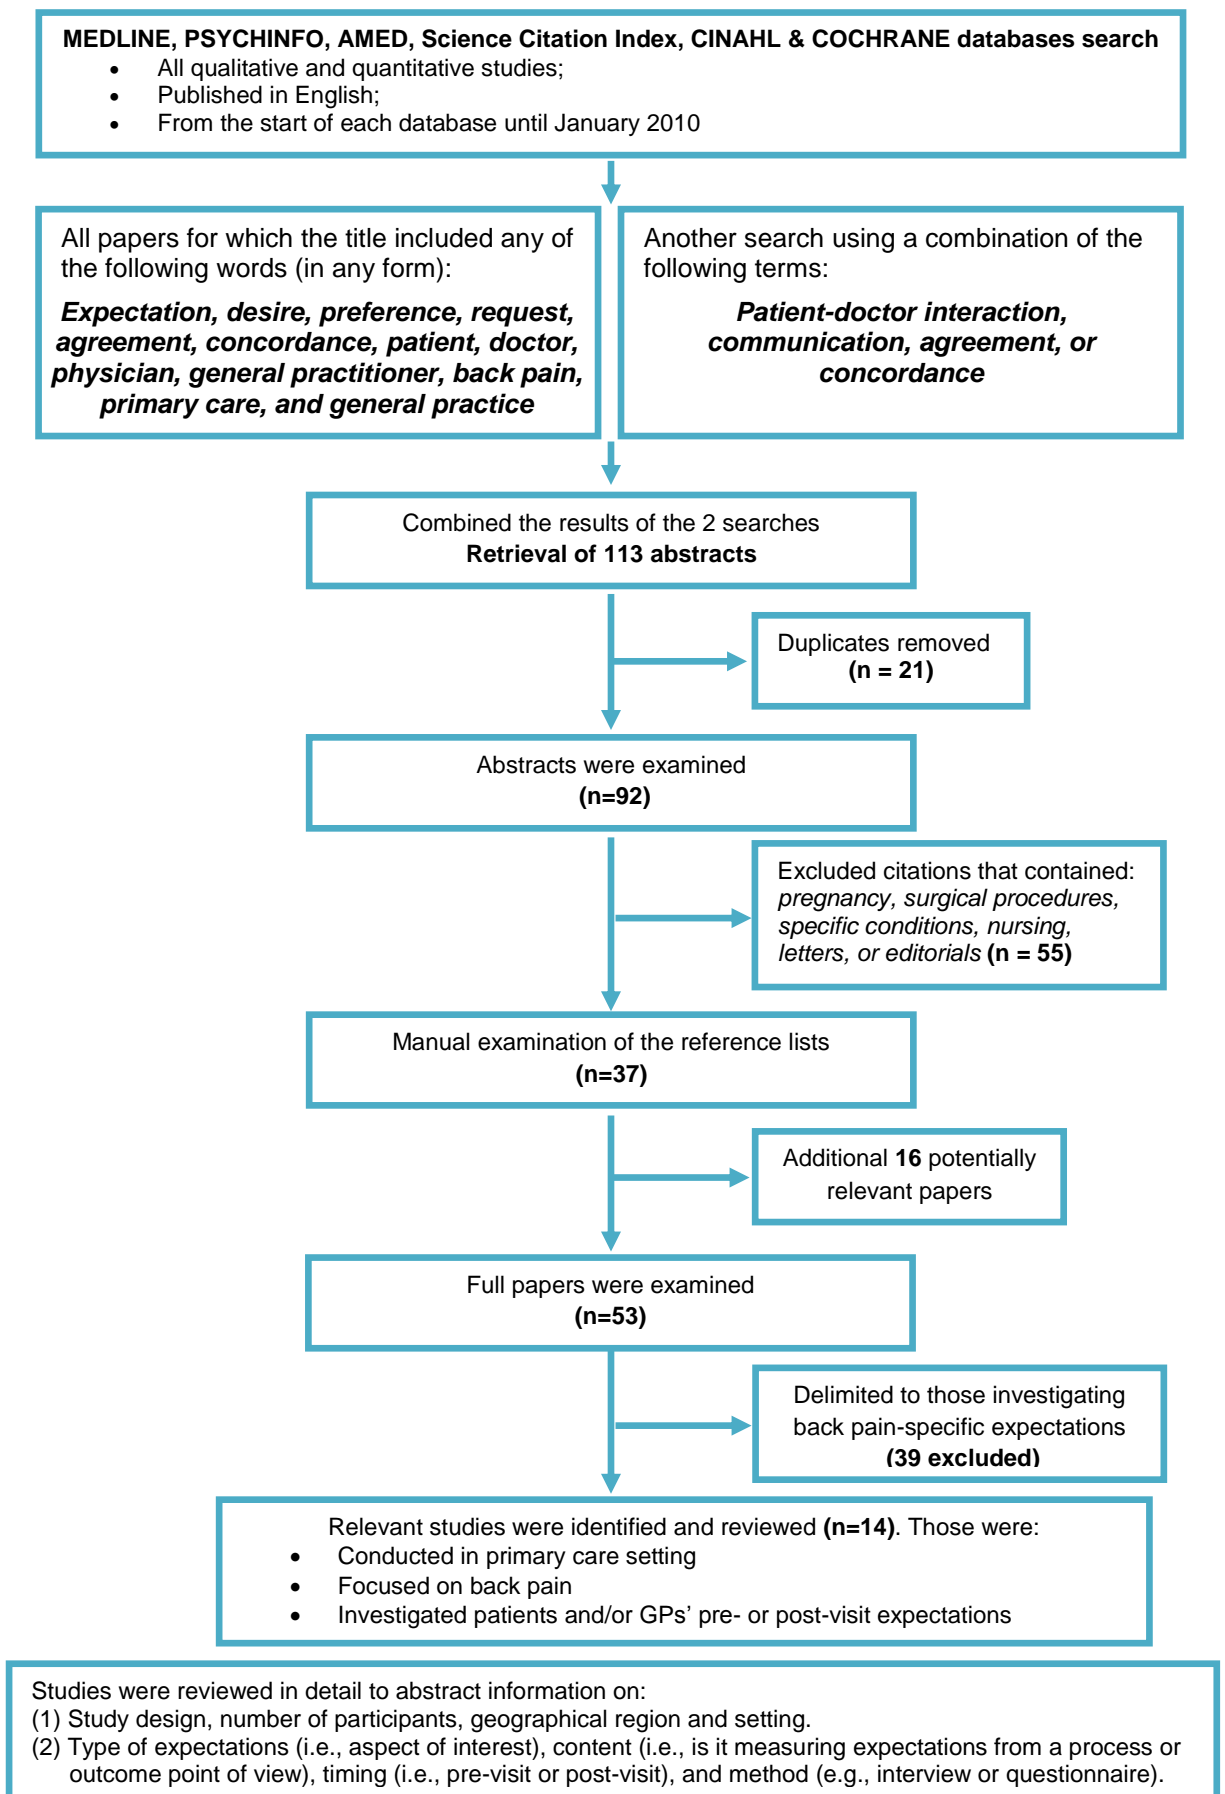 MEDLINE, PSYCHINFO, AMED, Science Citation Index, CINAHL & COCHRANE databases search
• All qualitative and quantitative studies;
• Published in English;
• From the start of each database until January 2010
All papers for which the title included any of
the following words (in any form):
Expectation, desire, preference, request,
agreement, concordance, patient, doctor,
physician, general practitioner, back pain,
primary care, and general practice
Another search using a combination of the
following terms:
Patient-doctor interaction,
communication, agreement, or
concordance
Combined the results of the 2 searches
Retrieval of 113 abstracts
Duplicates removed
(n = 21)
Abstracts were examined
(n=92)
Excluded citations that contained:
pregnancy, surgical procedures,
specific conditions, nursing,
letters, or editorials (n = 55)
Manual examination of the reference lists
(n=37)
Additional 16 potentially
relevant papers
Full papers were examined
(n=53)
Delimited to those investigating
back pain-specific expectations
(39 excluded)
Relevant studies were identified and reviewed (n=14). Those were:
• Conducted in primary care setting
• Focused on back pain
• Investigated patients and/or GPs' pre- or post-visit expectations
Studies were reviewed in detail to abstract information on:
(1) Study design, number of participants, geographical region and setting.
(2) Type of expectations (i.e., aspect of interest), content (i.e., is it measuring expectations from a process or
outcome point of view), timing (i.e., pre-visit or post-visit), and method (e.g., interview or questionnaire).